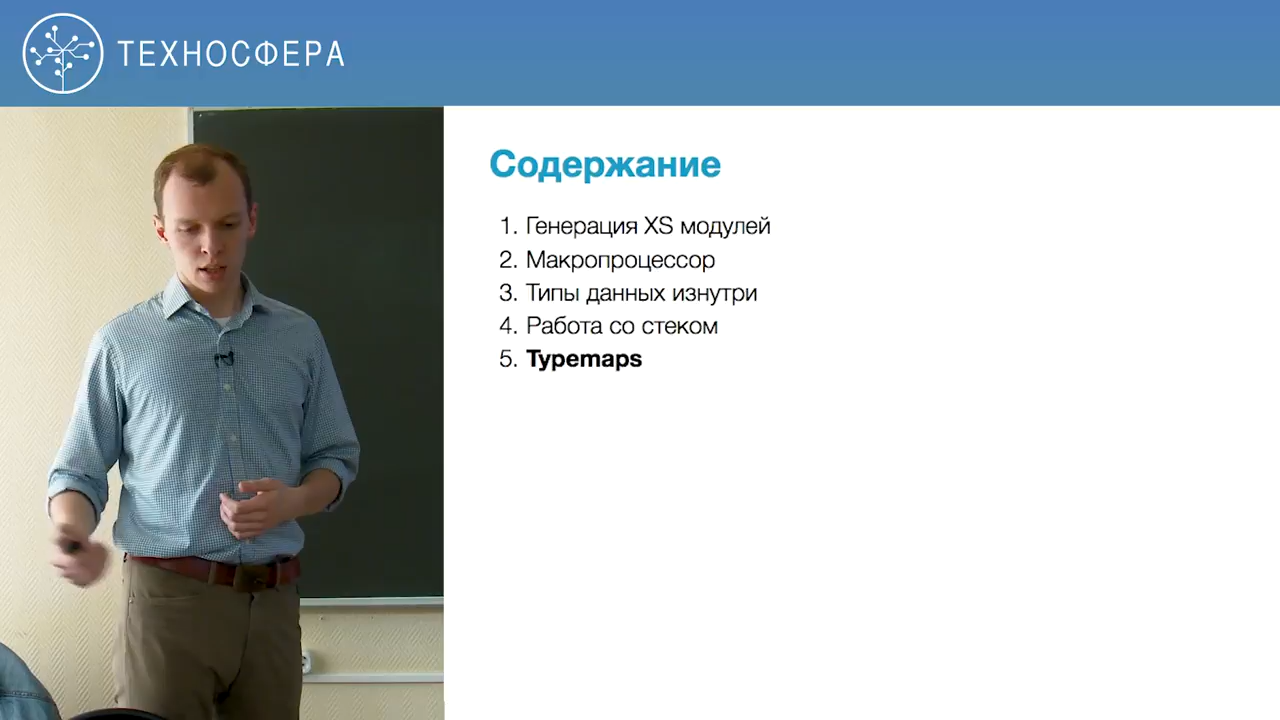 ТЕХНОСФЕРА
Содержание
1. Генерация XS модулей
2. Макропроцессор
3. Типы данных изнутри
4. Работа со стеком
5. Typemaps